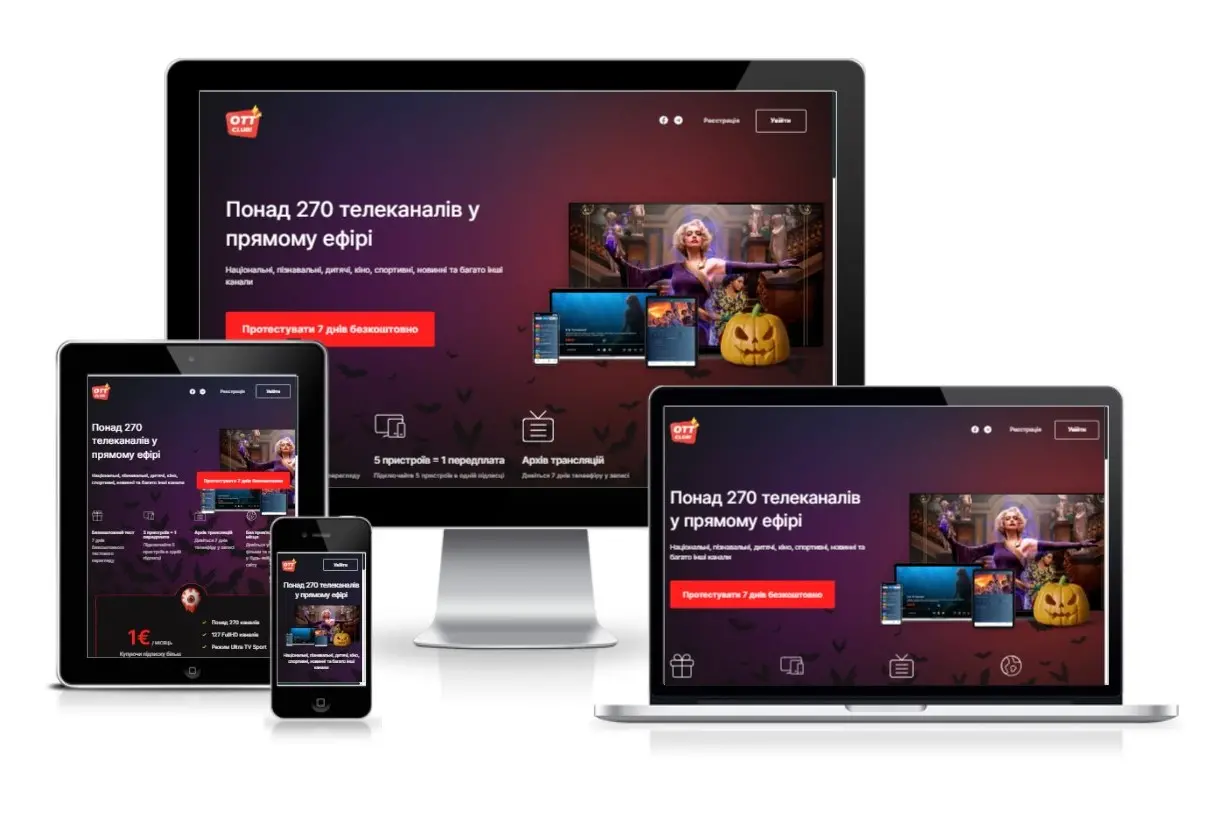 ОТТ
CLUB!
Реєстрація
Увійти
Понад 270 телеканалів у
прямому ефірі
Національні, пізнавальні, дитячі, кіно, спортивні, новинні та багато інші
канали
Протестувати 7 днів безкоштовно
5 пристроїв = 1 передплата
Архів трансляцій
перегляду
Підключайте 5 пристроїв в одній підписці
Дивіться 7 днів телеефіру у записі
ОТТ
CLUB!
Реєстрація
Увійти
Понад 270
телеканалів у
прямому ефірі
Національні, пізнавальні, дитячі, кіно,
спортивні, новинні та багато інші канали
Протестувати 7 днів безкоштовно
Безкоштовний тест
7 днів
безкоштовного
тестового
перегляду
5 пристроїв = 1
передплата
Підключайте 5
пристроїв в одній
підписці
Архів трансляцій
Дивіться 7 днів
телеефіру у записі
1€ / місяць
Купуючи підписку більш
Понад 270 каналів
127 FullHD каналів
Режим Ultra TV Sport
ОТТ
CLUB!
Увійти
Понад 270 телеканалів
у прямому ефірі
Національні, пізнавальні, дитячі, кіно,
спортивні, новинні та багато інші
канали
ОТТ
CLUB!
Реєстрація
Увійти
Понад 270 телеканалів
у прямому ефірі
Національні, пізнавальні, дитячі, кіно, спортивні, новинні та
багато інші канали
Протестувати 7 днів безкоштовно